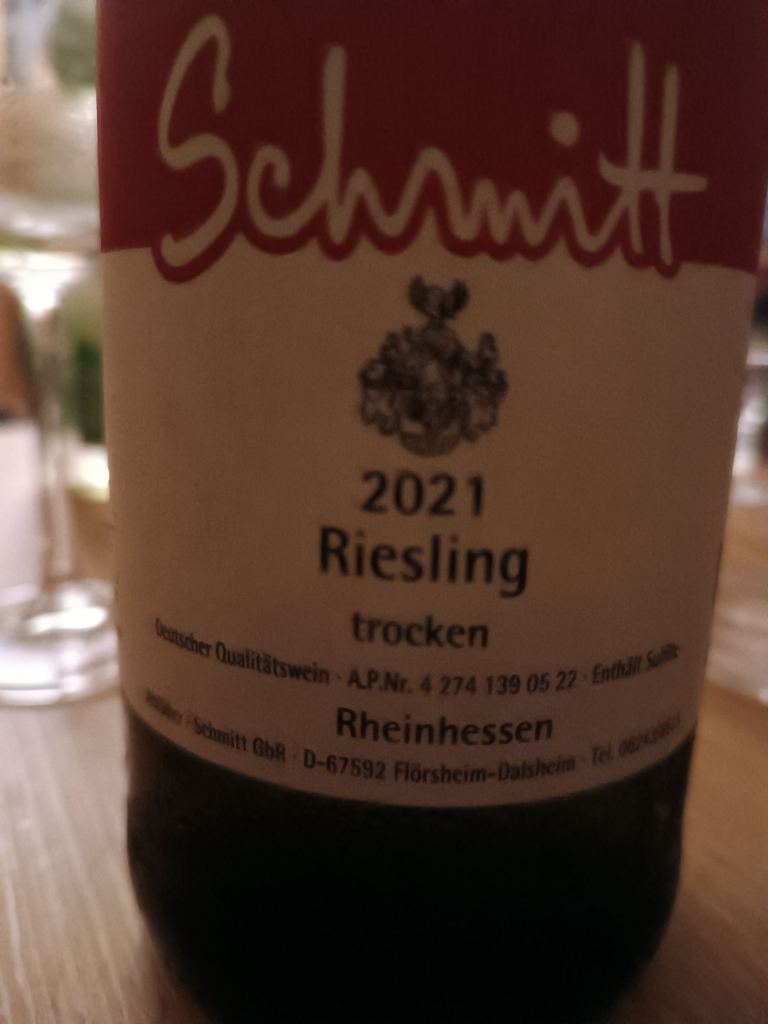 Schmitt
2021
Riesling
trocken
Deutscher Qualitätswein · A.P.Nr. 4 274 139 05 22 · Enthält Sulfite
Rheinhessen
Schmitt GbR · D-67592 Flörsheim-Dalsheim · Tel.